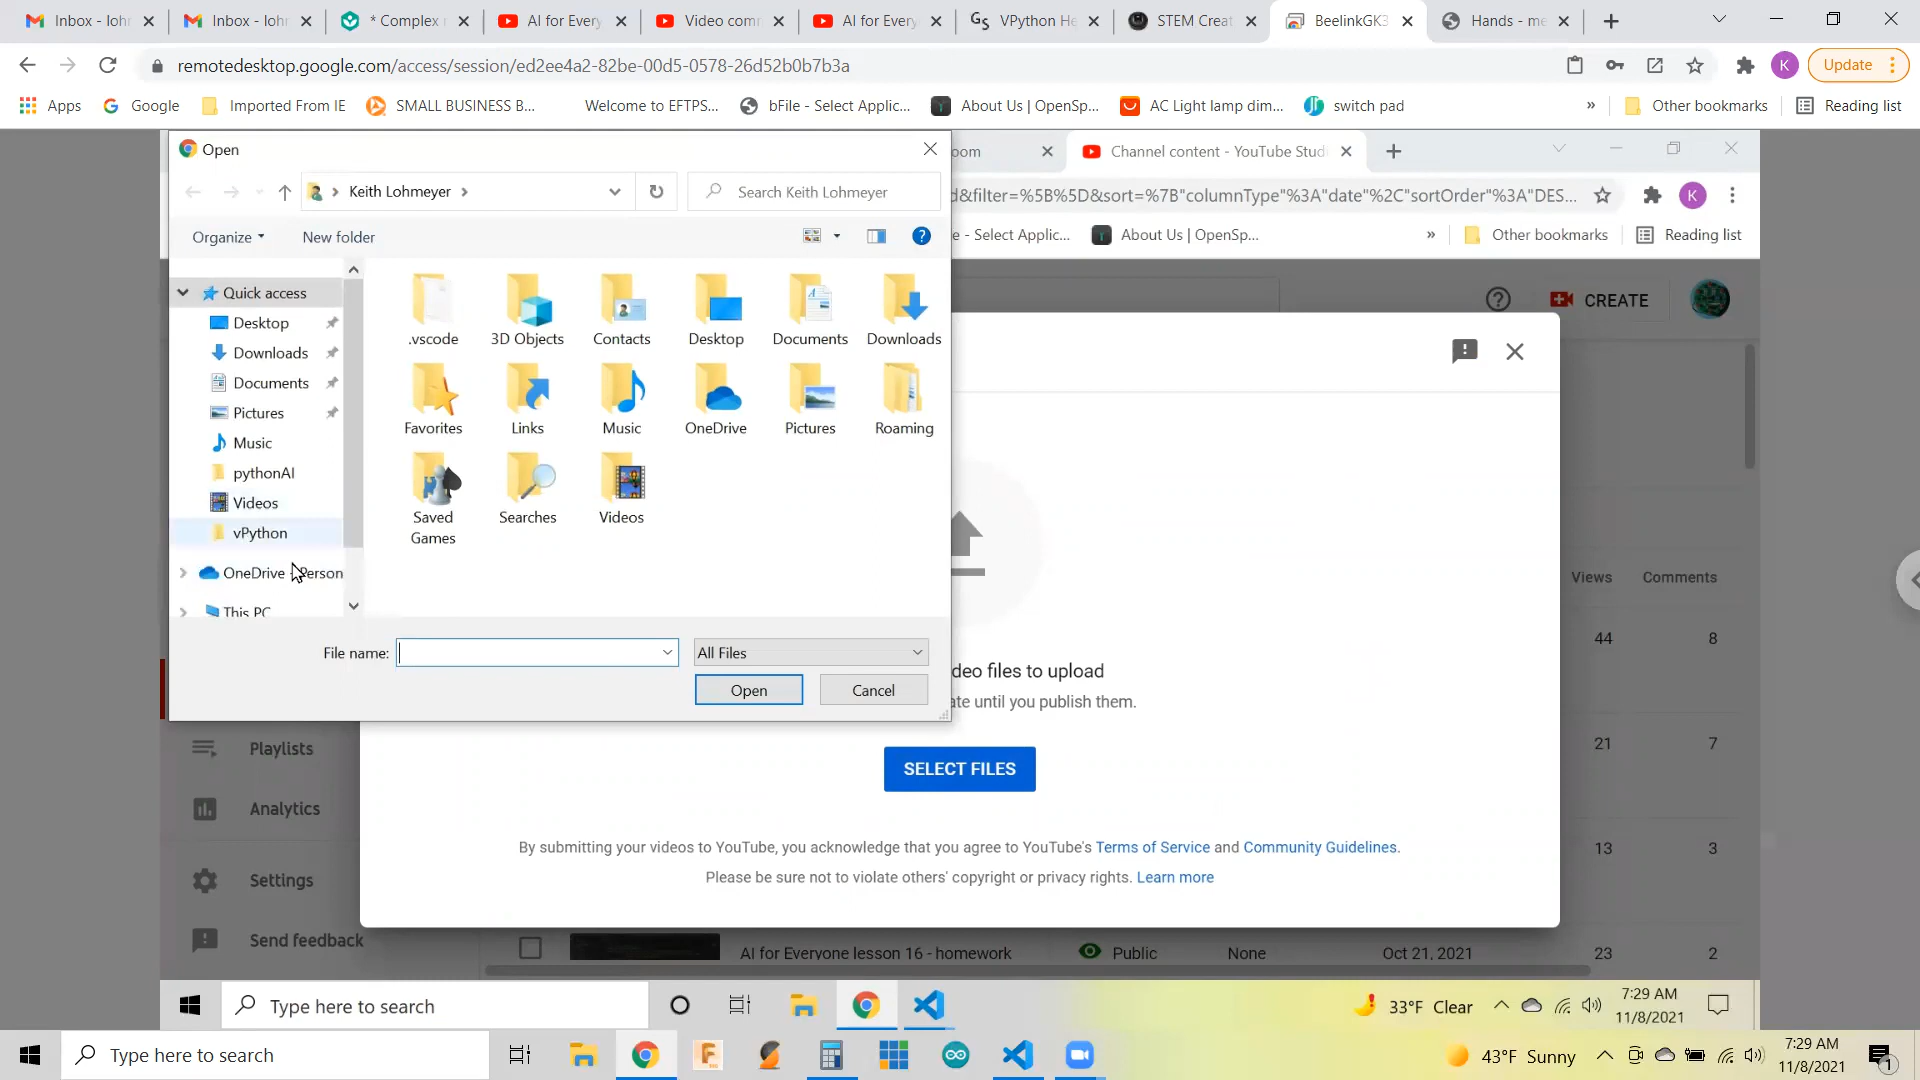 Inbox - lohr
Inbox - lohr
* Complex
AI for Every
Video com
AI for Every
VPython He
STEM Creat
BeelinkGK3
Hands - me
remotedesktop.google.com/access/session/ed2ee4a2-82be-00d5-0578-26d52b0b7b3a
K
Update
Apps
Google
Imported From IE
SMALL BUSINESS B...
Welcome to EFTPS...
bFile - Select Applic...
About Us | OpenSp...
AC Light lamp dim...
switch pad
»
Other bookmarks
Reading list
Open
oom
Channel content - YouTube Stud
Keith Lohmeyer
Search Keith Lohmeyer
d&filter=%5B%5D&sort=%7B"columnType"%3A"date"%2C"sortOrder"%3A"DES...
K
Organize
New folder
e - Select Applic...
About Us | OpenSp...
»
Other bookmarks
Reading list
Quick access
Desktop
Downloads
Documents
Pictures
Music
pythonAI
Videos
vPython
OneDrive - Person
This PC
.vscode
3D Objects
Contacts
Desktop
Documents
Downloads
Favorites
Links
Music
OneDrive
Pictures
Roaming
Saved Games
Searches
Videos
File name:
All Files
Open
Cancel
CREATE
deo files to upload
ate until you publish them.
SELECT FILES
By submitting your videos to YouTube, you acknowledge that you agree to YouTube's Terms of Service and Community Guidelines.
Please be sure not to violate others' copyright or privacy rights. Learn more
Views
Comments
44
8
21
7
13
3
Playlists
Analytics
Settings
Send feedback
AI for Everyone lesson 16 - homework
Public
None
Oct 21, 2021
23
2
Type here to search
33°F Clear
7:29 AM
11/8/2021
Type here to search
43°F Sunny
7:29 AM
11/8/2021
1